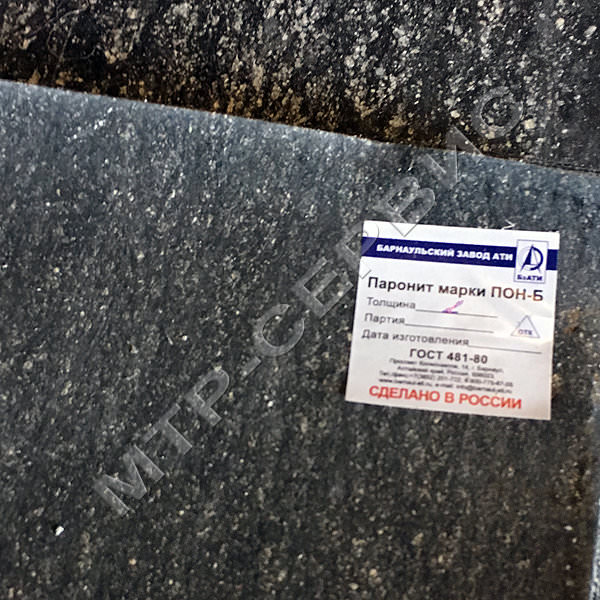 БАРНАУЛЬСКИЙ ЗАВОД АТИ
БАТИ
Паронит марки ПОН-Б
Толщина 2
Партия
ОТК
Дата изготовления
ГОСТ 481-80
СДЕЛАНО В РОССИИ
МТР-СЕРВИС